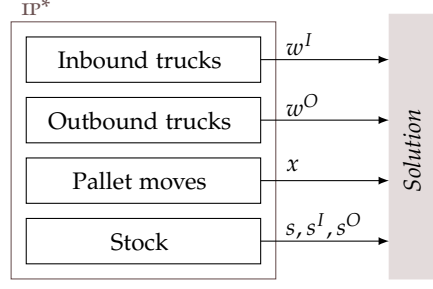 IP*
Inbound trucks
w^I
Outbound trucks
w^O
Pallet moves
x
Stock
s, s^I, s^O
Solution